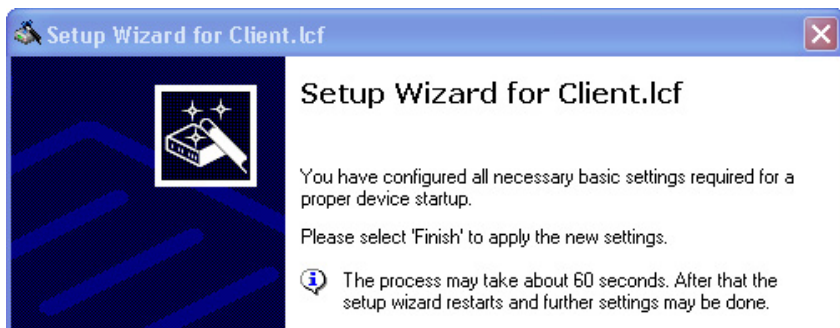 Setup Wizard for Client.lcf
Setup Wizard for Client.lcf
You have configured all necessary basic settings required for a
proper device startup.
Please select 'Finish' to apply the new settings.
The process may take about 60 seconds. After that the
setup wizard restarts and further settings may be done.